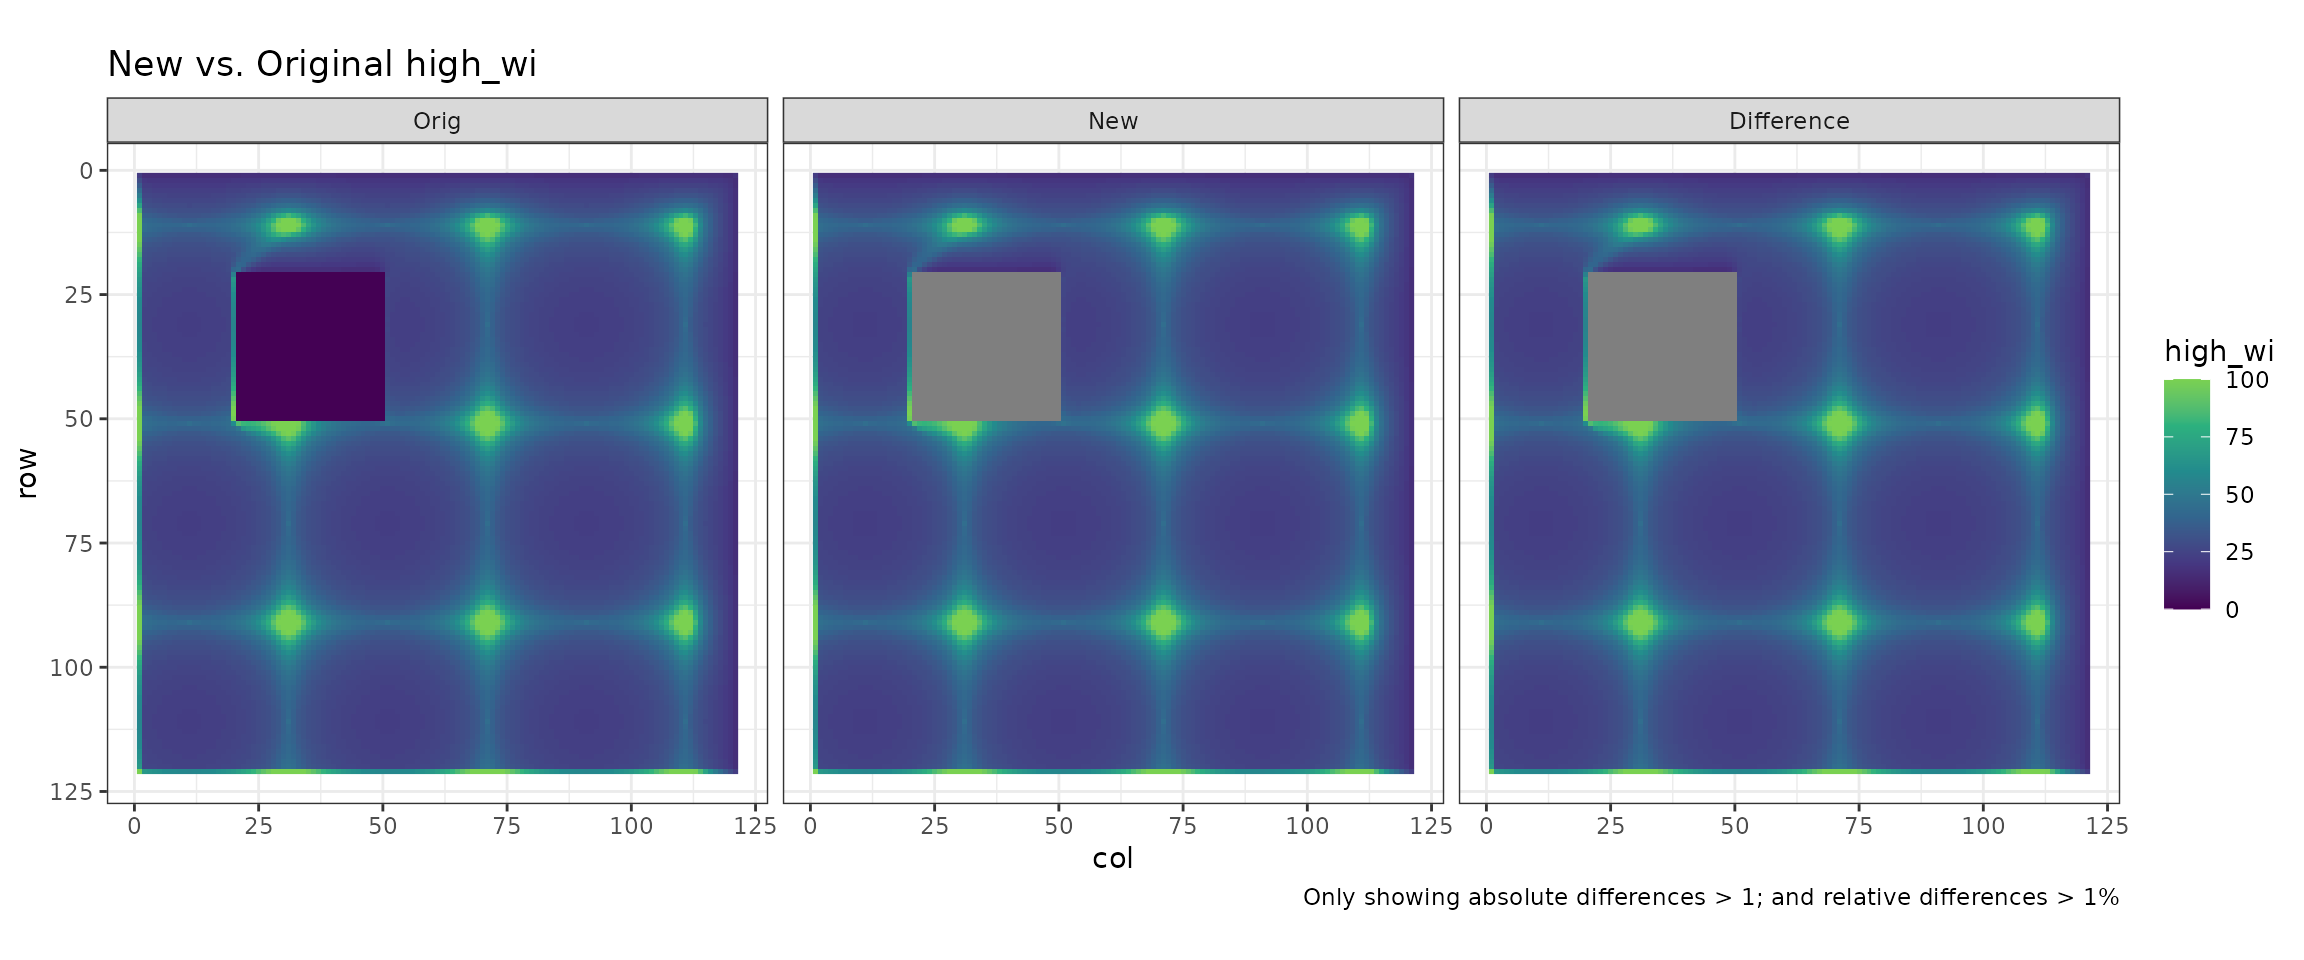 New vs. Original high_wi
Orig
New
Difference
0
25
50
75
100
125
row
0 25 50 75 100 125
0 25 50 75 100 125
0 25 50 75 100 125
col
high_wi
100
75
50
25
0
Only showing absolute differences > 1; and relative differences > 1%